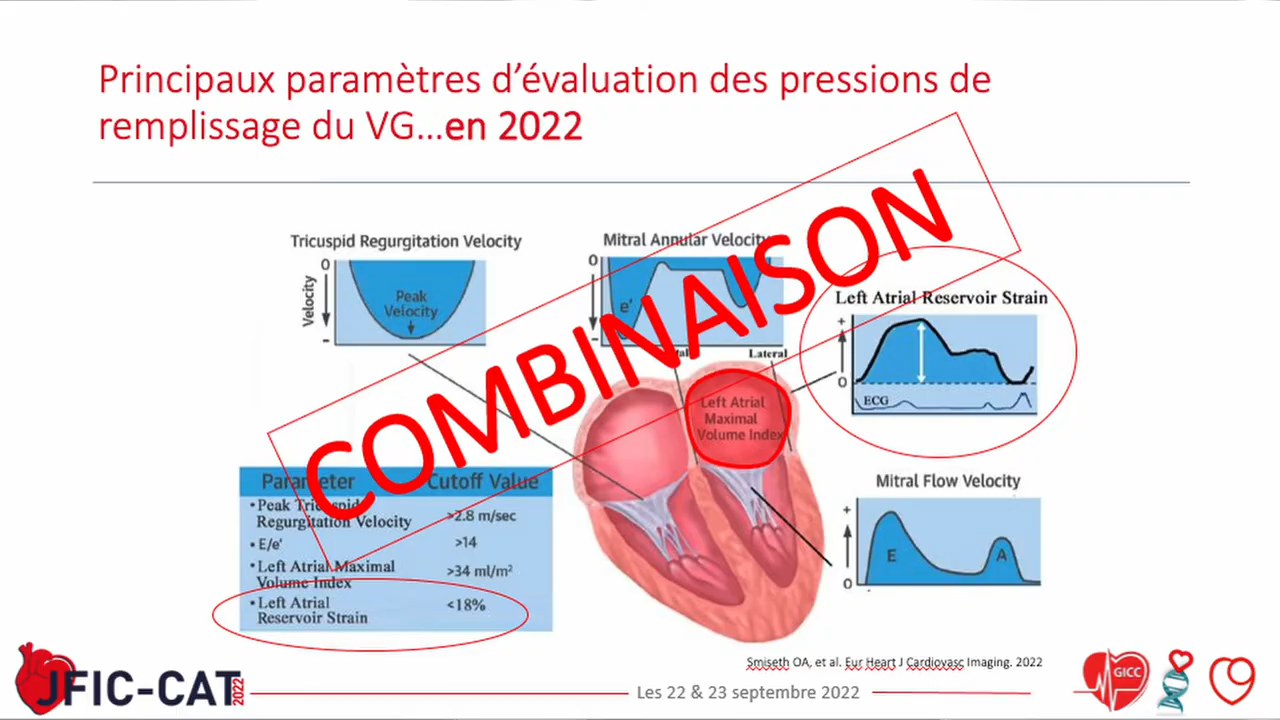 Principaux paramètres d’évaluation des pressions de
remplissage du VG...en 2022
COMBINAISON
Tricuspid Regurgitation Velocity
0
Velocity
-
Peak
Velocity
Mitral Annular Velocity
0
-
e'
Lateral
Left Atrial Reservoir Strain
+
0
ECG
Left Atrial
Maximal
Volume Index
Parameter Cutoff Value
• Peak Tricuspid
Regurgitation Velocity >2.8 m/sec
• E/e' >14
• Left Atrial Maximal
Volume Index >34 ml/m²
• Left Atrial
Reservoir Strain <18%
Mitral Flow Velocity
+
0
E
A
Smiseth OA, et al. Eur Heart J Cardiovasc Imaging. 2022
JFIC-CAT 2022
Les 22 & 23 septembre 2022
GICC